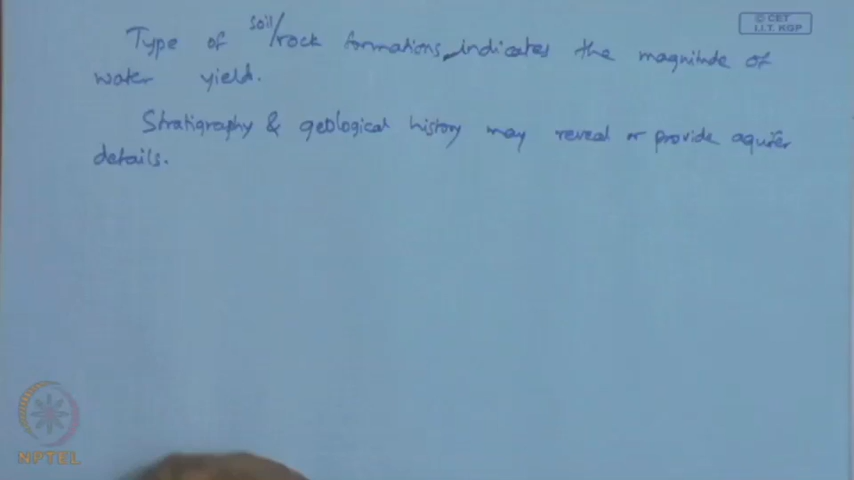 © CET
I.I.T. KGP
Type of soil/rock formations indicates the magnitude of
water yield.
Stratigraphy & geological history may reveal or provide aquifer
details.
NPTEL